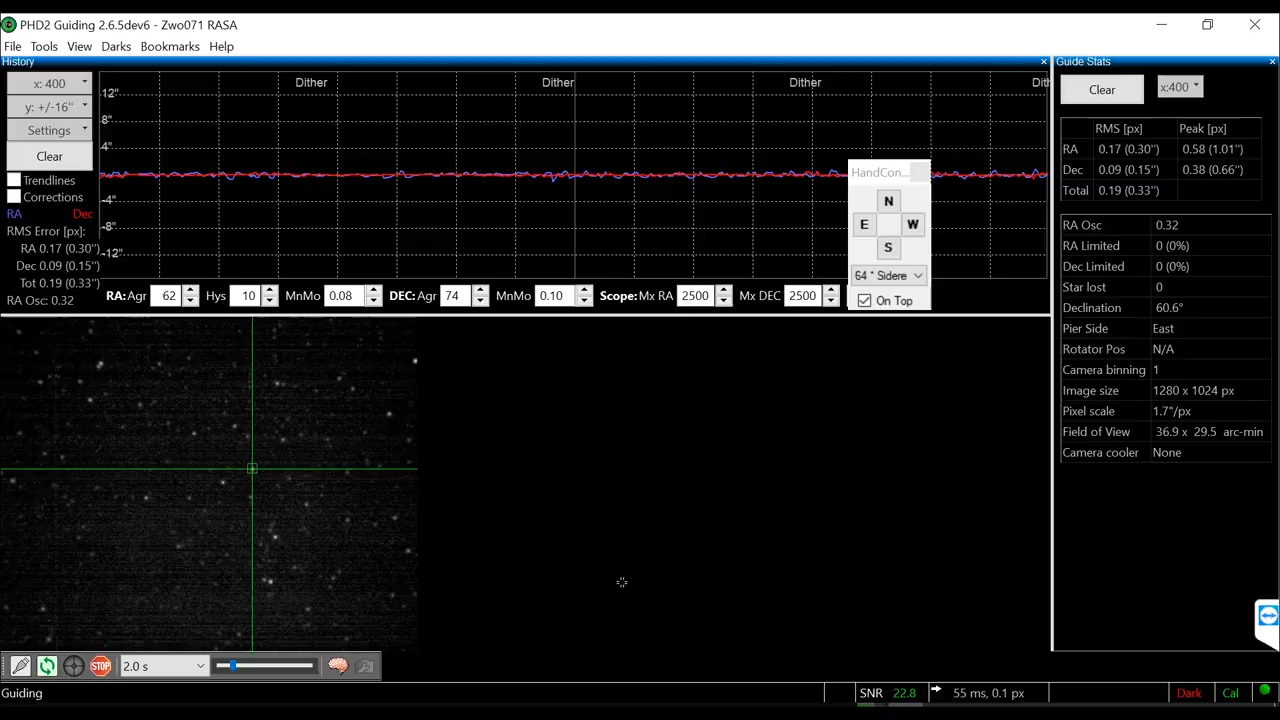 PHD2 Guiding 2.6.5dev6 - Zwo071 RASA
File Tools View Darks Bookmarks Help
History
Guide Stats
x: 400
y: +/-16"
Settings
Clear
Trendlines
Corrections
RA Dec
RMS Error [px]:
RA 0.17 (0.30")
Dec 0.09 (0.15")
Tot 0.19 (0.33")
RA Osc: 0.32
Dither Dither Dither Dith
12"
8"
4"
-4"
-8"
-12"
RA: Agr 62 Hys 10 MnMo 0.08 DEC: Agr 74 MnMo 0.10 Scope: Mx RA 2500 Mx DEC 2500
HandCon...
N
E W
S
64 * Sidere
On Top
Clear x:400
RMS [px] Peak [px]
RA 0.17 (0.30'') 0.58 (1.01'')
Dec 0.09 (0.15'') 0.38 (0.66'')
Total 0.19 (0.33'')
RA Osc 0.32
RA Limited 0 (0%)
Dec Limited 0 (0%)
Star lost 0
Declination 60.6°
Pier Side East
Rotator Pos N/A
Camera binning 1
Image size 1280 x 1024 px
Pixel scale 1.7"/px
Field of View 36.9 x 29.5 arc-min
Camera cooler None
STOP 2.0 s
Guiding SNR 22.8 55 ms, 0.1 px Dark Cal